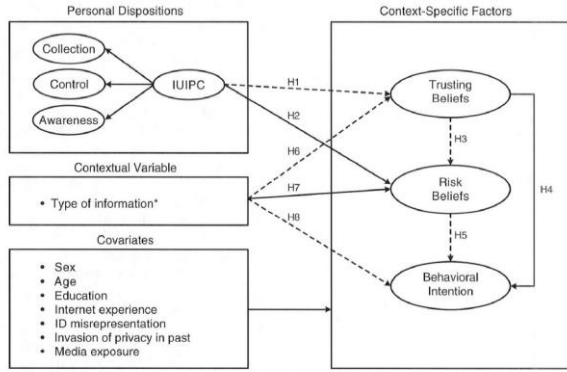 Personal Dispositions
Collection
Control
Awareness
IUIPC
Contextual Variable
• Type of information*
Covariates
• Sex
• Age
• Education
• Internet experience
• ID misrepresentation
• Invasion of privacy in past
• Media exposure
H1
H2
H6
H7
H8
Context-Specific Factors
Trusting
Beliefs
H3
H4
Risk
Beliefs
H5
Behavioral
Intention